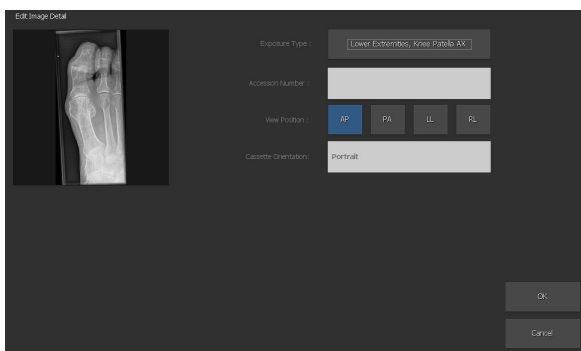 Edit Image Detail
Exposure Type :
Lower Extremities, Knee Patella AX
Accession Number :
View Position :
AP
PA
LL
RL
Cassette Orientation:
Portrait
OK
Cancel